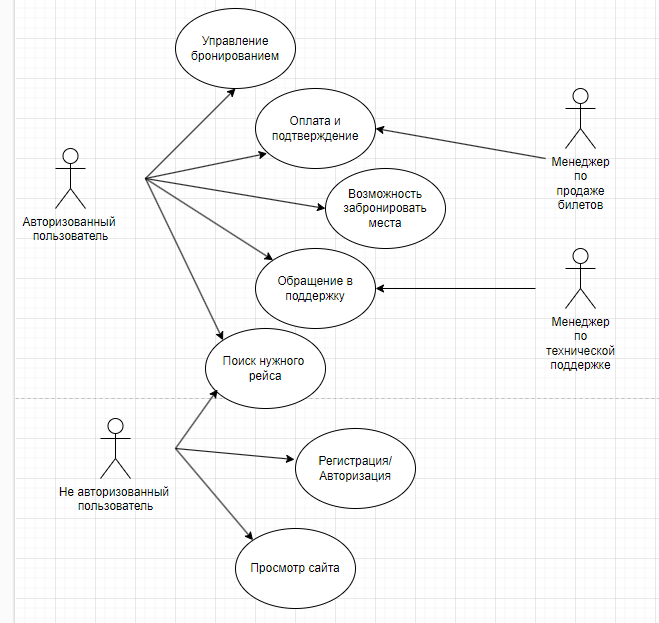 Управление
бронированием
Оплата и
подтверждение
Менеджер
по
продаже
билетов
Авторизованный
пользователь
Возможность
забронировать
места
Обращение в
поддержку
Менеджер
по
технической
поддержке
Поиск нужного
рейса
Не авторизованный
пользователь
Регистрация/
Авторизация
Просмотр сайта